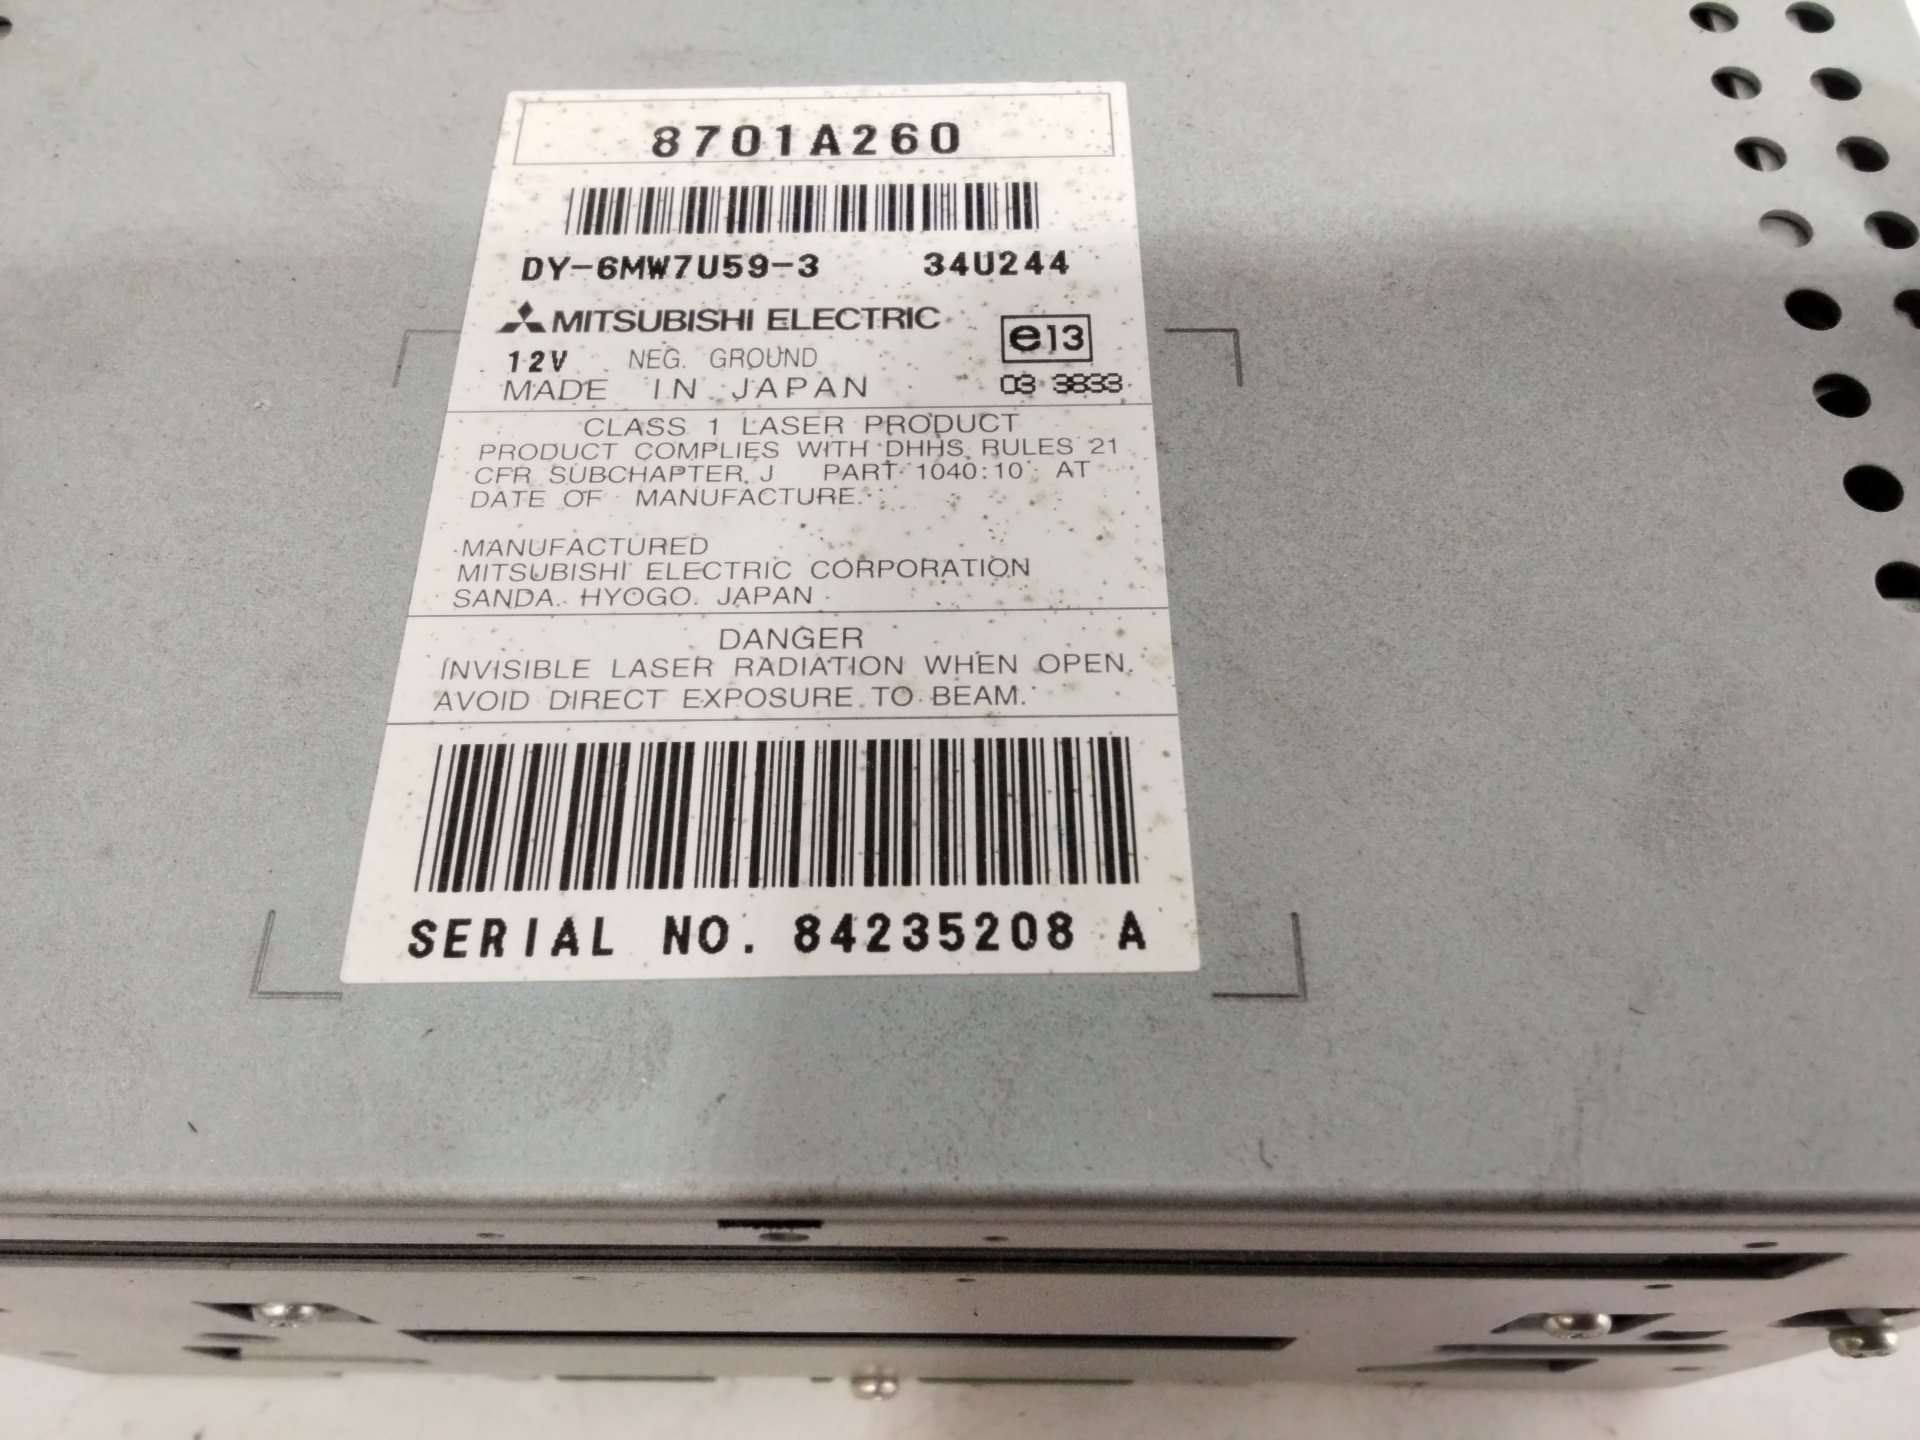 8701A260
DY-6MW7U59-3 34U244
MITSUBISHI ELECTRIC
e13
12V NEG. GROUND
MADE IN JAPAN 03 3833
CLASS 1 LASER PRODUCT
PRODUCT COMPLIES WITH DHHS RULES 21
CFR SUBCHAPTER J PART 1040:10 AT
DATE OF MANUFACTURE.
MANUFACTURED
MITSUBISHI ELECTRIC CORPORATION
SANDA. HYOGO. JAPAN
DANGER
INVISIBLE LASER RADIATION WHEN OPEN.
AVOID DIRECT EXPOSURE TO BEAM.
SERIAL NO. 84235208 A